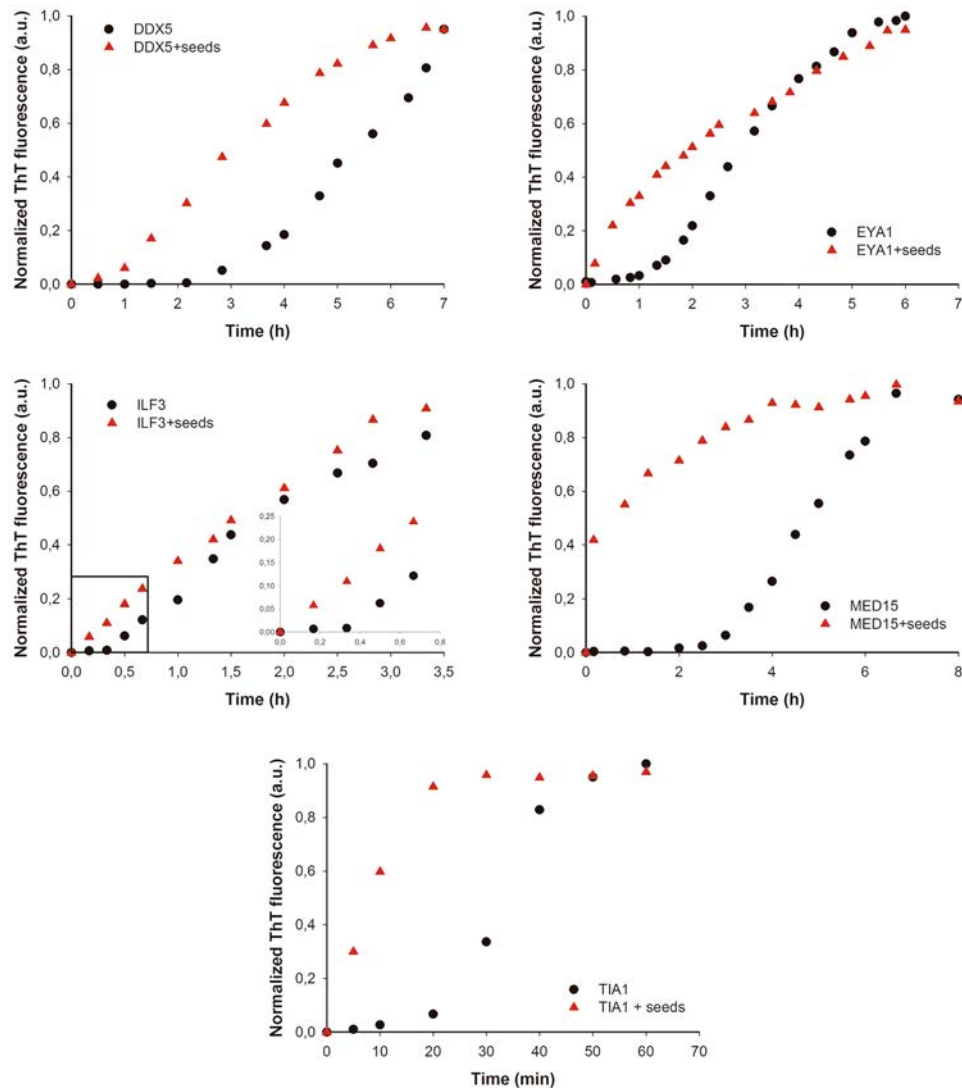 Normalized ThT fluorescence (a.u.)
1,0
0,8
0,6
0,4
0,2
0,0
DDX5
DDX5+seeds
0 1 2 3 4 5 6 7
Time (h)
Normalized ThT fluorescence (a.u.)
1,0
0,8
0,6
0,4
0,2
0,0
EYA1
EYA1+seeds
0 1 2 3 4 5 6 7
Time (h)
Normalized ThT fluorescence (a.u.)
1,0
0,8
0,6
0,4
0,2
0,0
ILF3
ILF3+seeds
0,25
0,20
0,15
0,10
0,05
0,00
0,0 0,2 0,4 0,6 0,8
0 0,5 1,0 1,5 2,0 2,5 3,0 3,5
Time (h)
Normalized ThT fluorescence (a.u.)
1,0
0,8
0,6
0,4
0,2
0,0
MED15
MED15+seeds
0 2 4 6 8
Time (h)
Normalized ThT fluorescence (a.u.)
1,0
0,8
0,6
0,4
0,2
0,0
TIA1
TIA1 + seeds
0 10 20 30 40 50 60 70
Time (min)